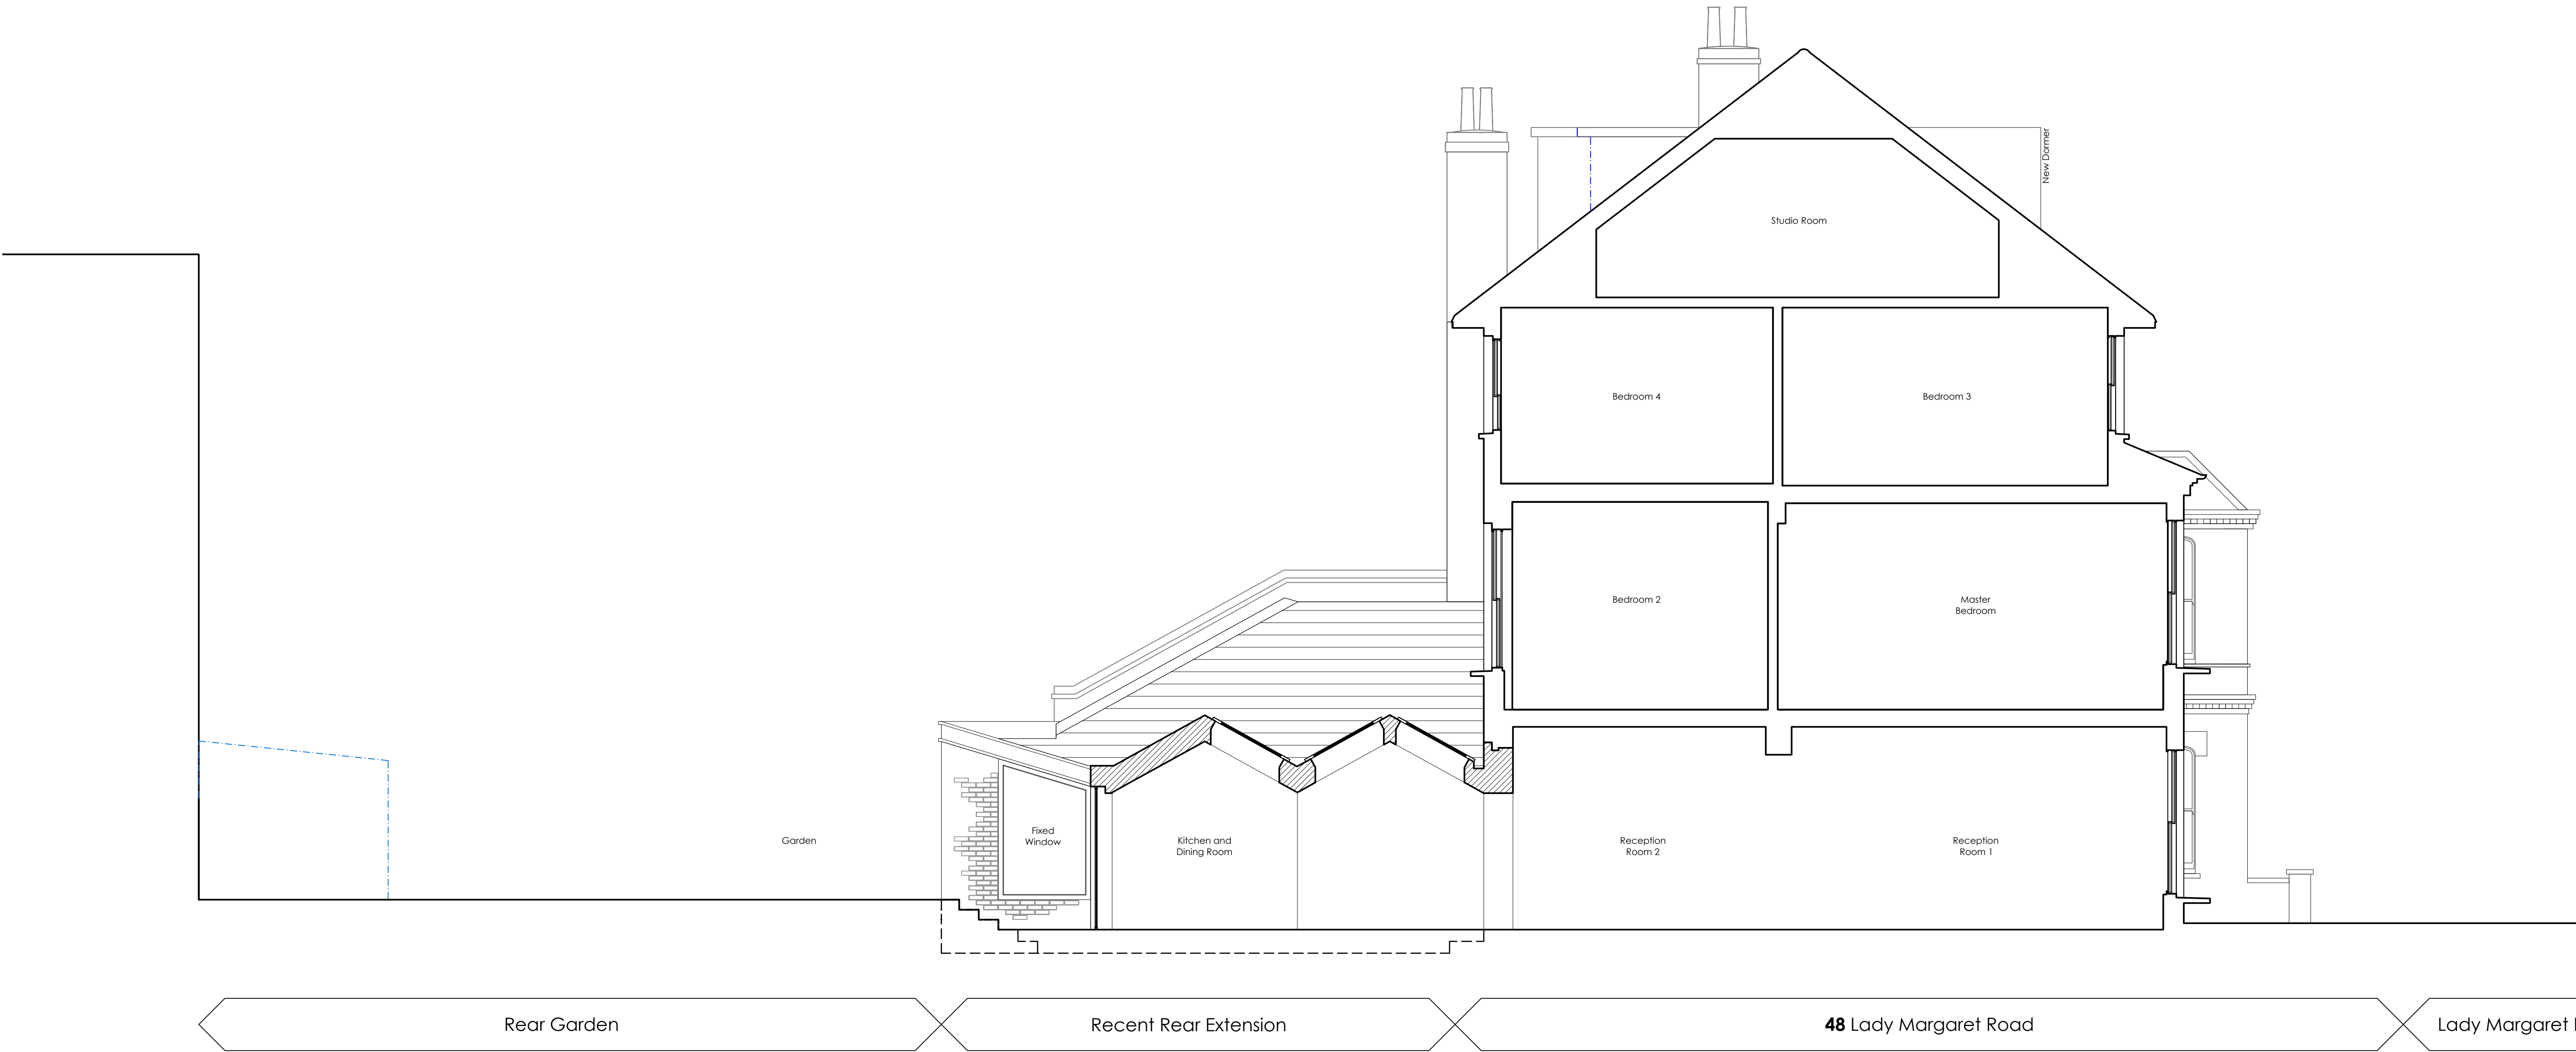 New Dormer
Studio Room
Bedroom 4
Bedroom 3
Bedroom 2
Master
Bedroom
Garden
Fixed
Window
Kitchen and
Dining Room
Reception
Room 2
Reception
Room 1
Rear Garden
Recent Rear Extension
48 Lady Margaret Road
Lady Margaret